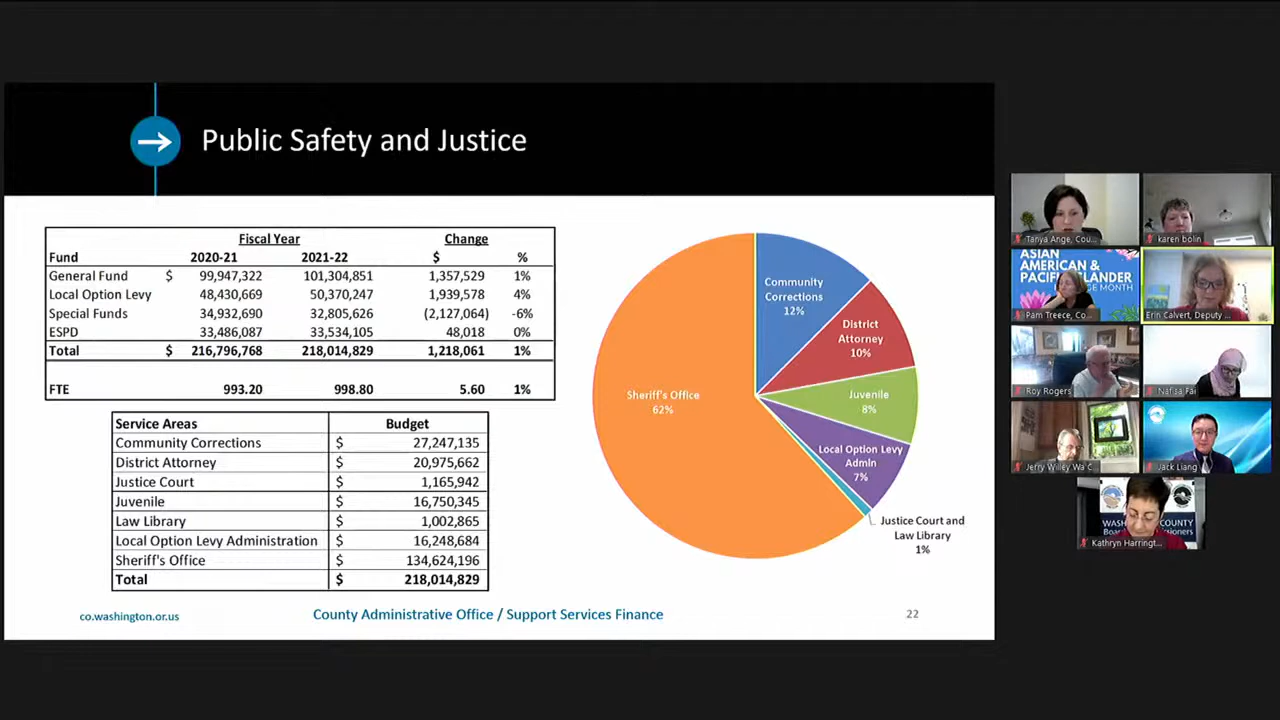 Public Safety and Justice
Fiscal Year Change
Fund 2020-21 2021-22 $ %
General Fund $ 99,947,322 101,304,851 1,357,529 1%
Local Option Levy 48,430,669 50,370,247 1,939,578 4%
Special Funds 34,932,690 32,805,626 (2,127,064) -6%
ESPD 33,486,087 33,534,105 48,018 0%
Total $ 216,796,768 218,014,829 1,218,061 1%
FTE 993.20 998.80 5.60 1%
Service Areas Budget
Community Corrections $ 27,247,135
District Attorney $ 20,975,662
Justice Court $ 1,165,942
Juvenile $ 16,750,345
Law Library $ 1,002,865
Local Option Levy Administration $ 16,248,684
Sheriff's Office $ 134,624,196
Total $ 218,014,829
Community
Corrections
12%
District
Attorney
10%
Juvenile
8%
Local Option Levy
Admin
7%
Justice Court and
Law Library
1%
Sheriff's Office
62%
co.washington.or.us
County Administrative Office / Support Services Finance
22
Tanya Ange, Cou...
karen bolin
ASIAN
AMERICAN &
PACIFIC ISLANDER
MONTH
Pam Treece, Co...
Erin Calvert, Deputy ...
Roy Rogers
Nafisa Fai
Jerry Willey Wa C...
Jack Liang
COUNTY
Kathryn Harringt...